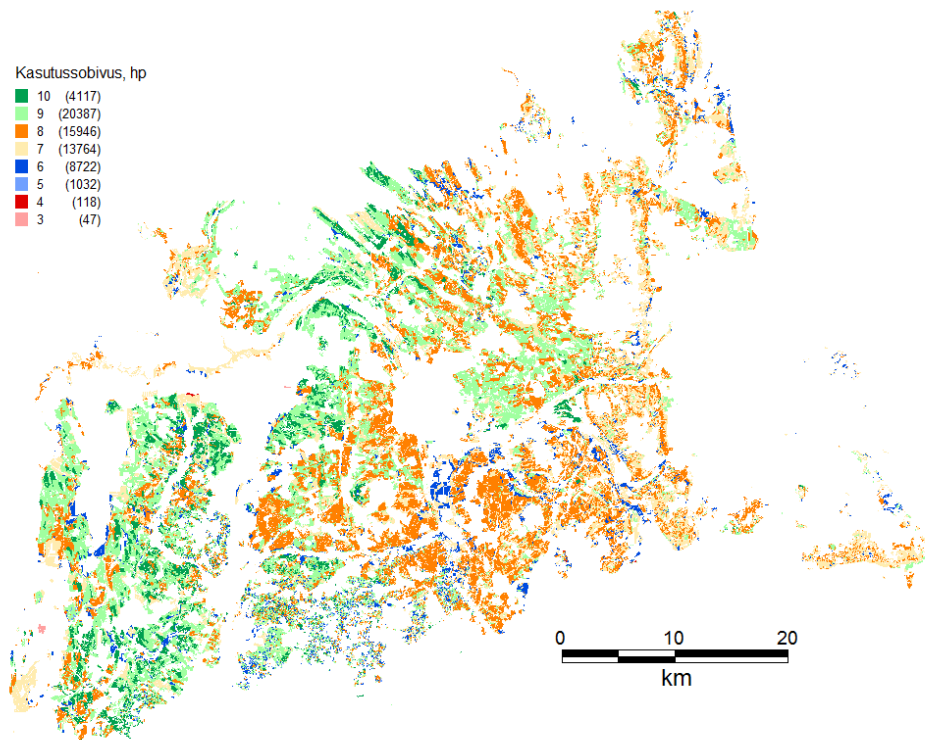 Kasutussobivus, hp
10 (4117)
9 (20387)
8 (15946)
7 (13764)
6 (8722)
5 (1032)
4 (118)
3 (47)
0 10 20
km